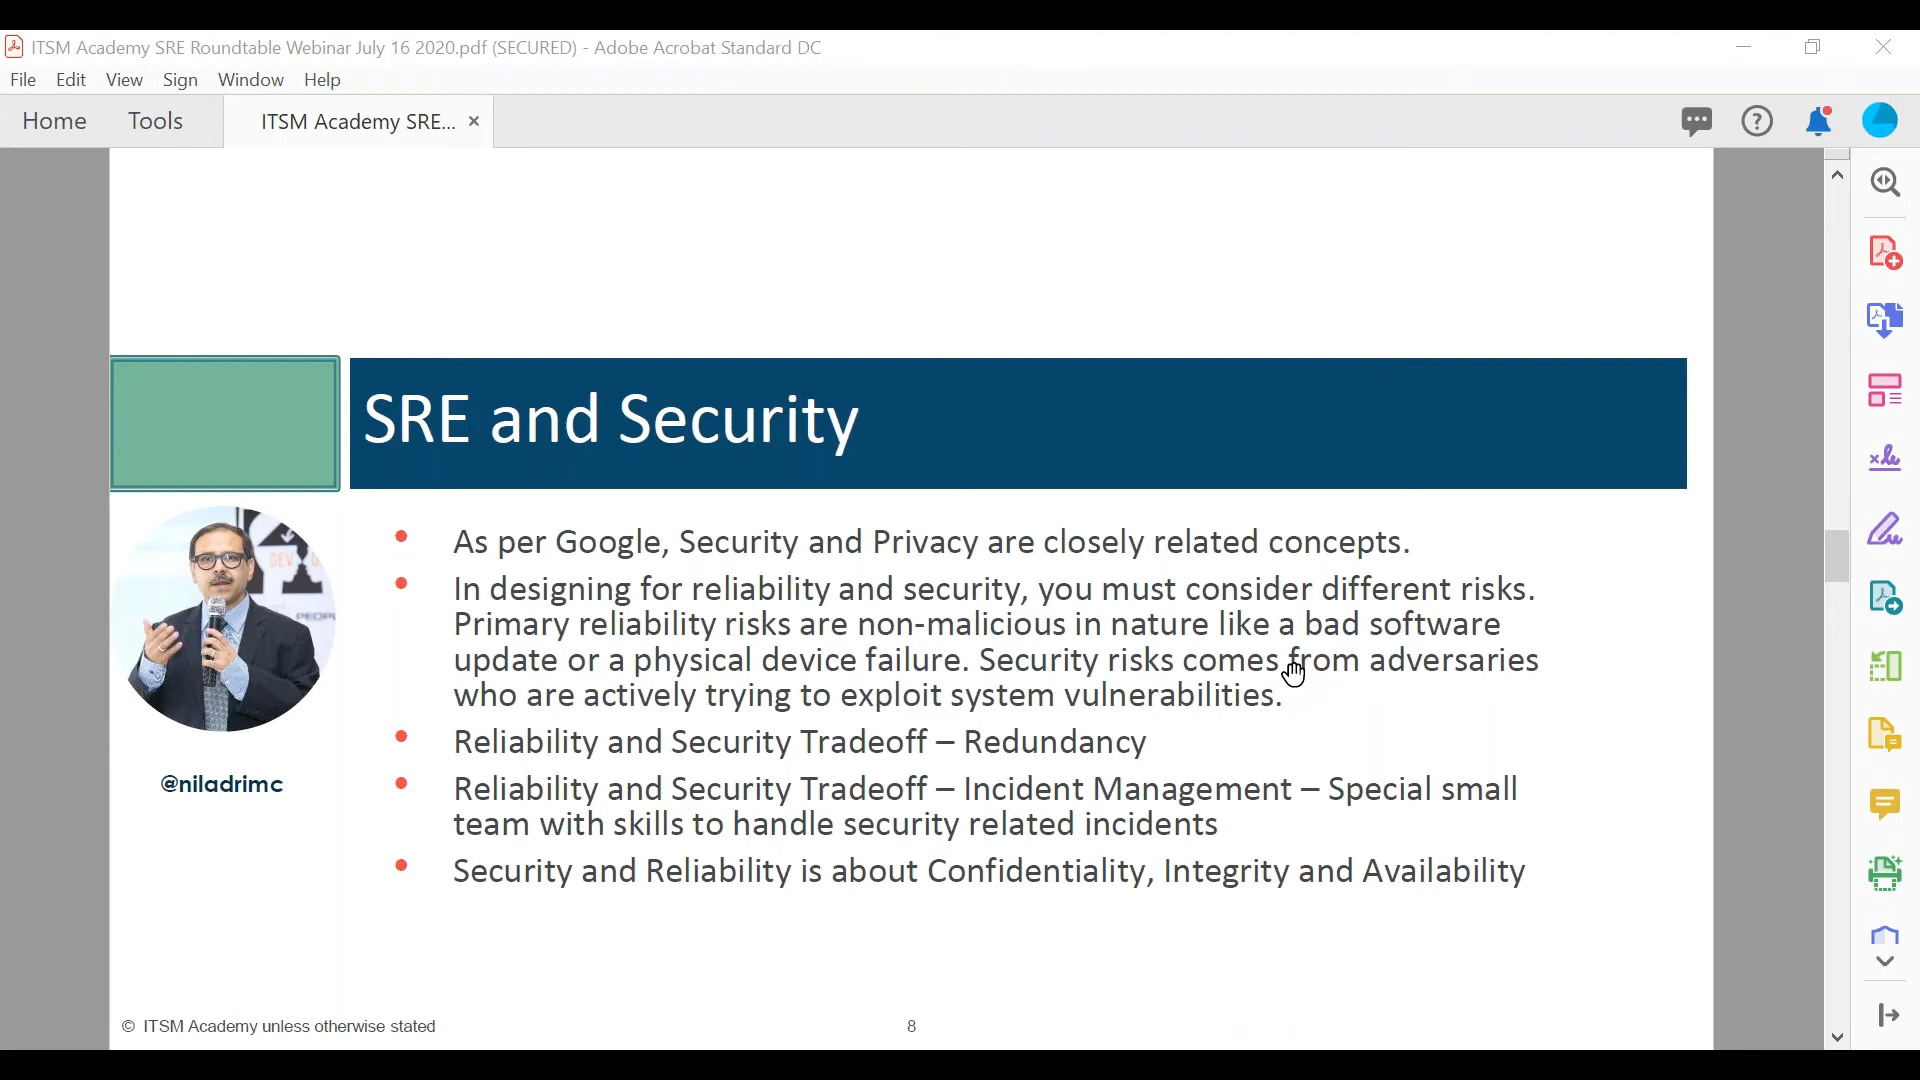 ITSM Academy SRE Roundtable Webinar July 16 2020.pdf (SECURED) - Adobe Acrobat Standard DC
File Edit View Sign Window Help
Home Tools ITSM Academy SRE... ×
SRE and Security
• As per Google, Security and Privacy are closely related concepts.
• In designing for reliability and security, you must consider different risks.
Primary reliability risks are non-malicious in nature like a bad software
update or a physical device failure. Security risks comes from adversaries
who are actively trying to exploit system vulnerabilities.
• Reliability and Security Tradeoff – Redundancy
• Reliability and Security Tradeoff – Incident Management – Special small
team with skills to handle security related incidents
• Security and Reliability is about Confidentiality, Integrity and Availability
DEV
PEOPL
@niladrimc
© ITSM Academy unless otherwise stated
8